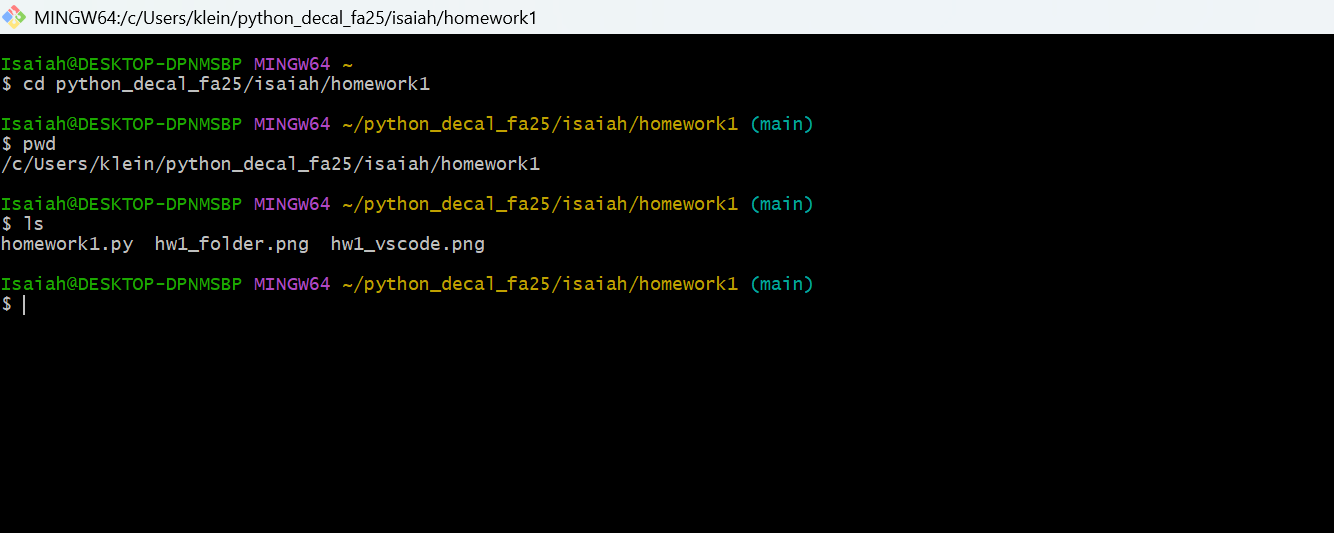 MINGW64:/c/Users/klein/python_decal_fa25/isaiah/homework1
Isaiah@DESKTOP-DPNMSBP MINGW64 ~
$ cd python_decal_fa25/isaiah/homework1
Isaiah@DESKTOP-DPNMSBP MINGW64 ~/python_decal_fa25/isaiah/homework1 (main)
$ pwd
/c/Users/klein/python_decal_fa25/isaiah/homework1
Isaiah@DESKTOP-DPNMSBP MINGW64 ~/python_decal_fa25/isaiah/homework1 (main)
$ ls
homework1.py  hw1_folder.png  hw1_vscode.png
Isaiah@DESKTOP-DPNMSBP MINGW64 ~/python_decal_fa25/isaiah/homework1 (main)
$